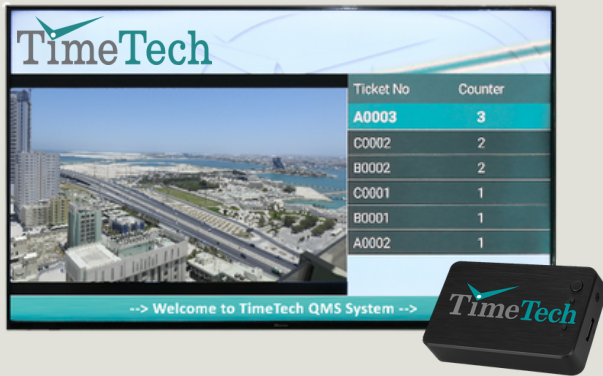 TimeTech
Ticket No Counter
A0003 3
C0002 2
B0002 2
C0001 1
B0001 1
A0002 1
--> Welcome to TimeTech QMS System -->
TimeTech